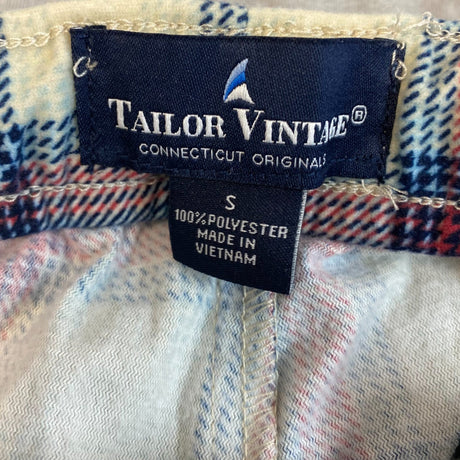 TAILOR VINTAGE®
CONNECTICUT ORIGINALS
S
100% POLYESTER
MADE IN
VIETNAM